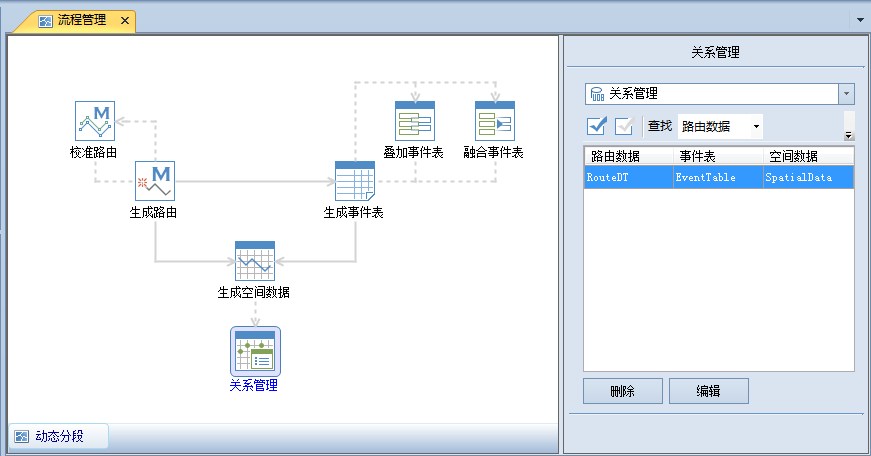 流程管理
校准路由
叠加事件表
融合事件表
生成路由
生成事件表
生成空间数据
关系管理
动态分段
关系管理
关系管理
查找 路由数据
路由数据 事件表 空间数据
RouteDT EventTable SpatialData
删除 编辑